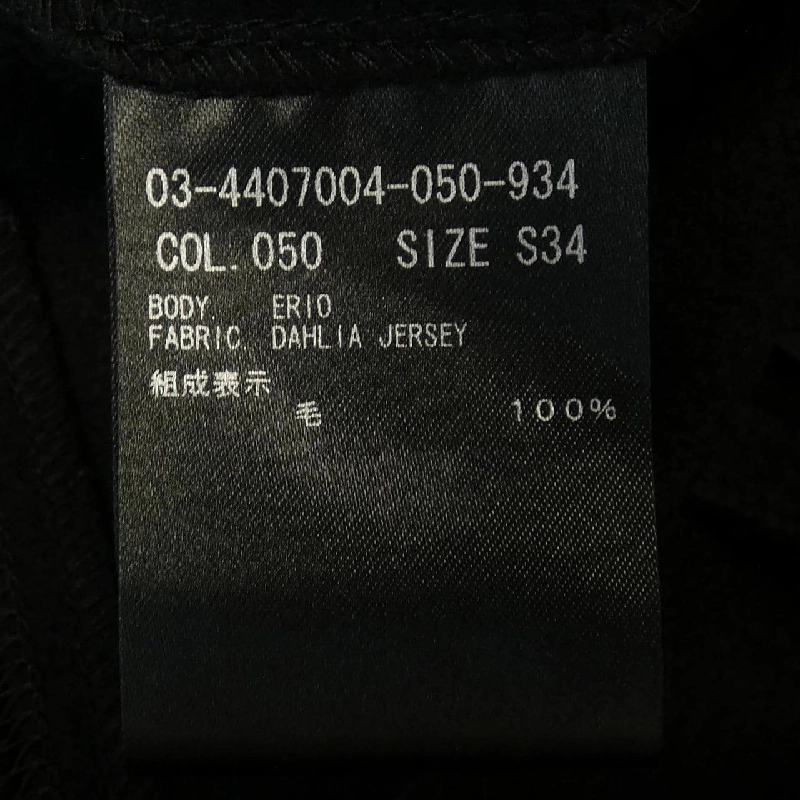 03-4407004-050-934
COL. 050 SIZE S34
BODY. ERIO
FABRIC. DAHLIA JERSEY
組成表示
毛 100%